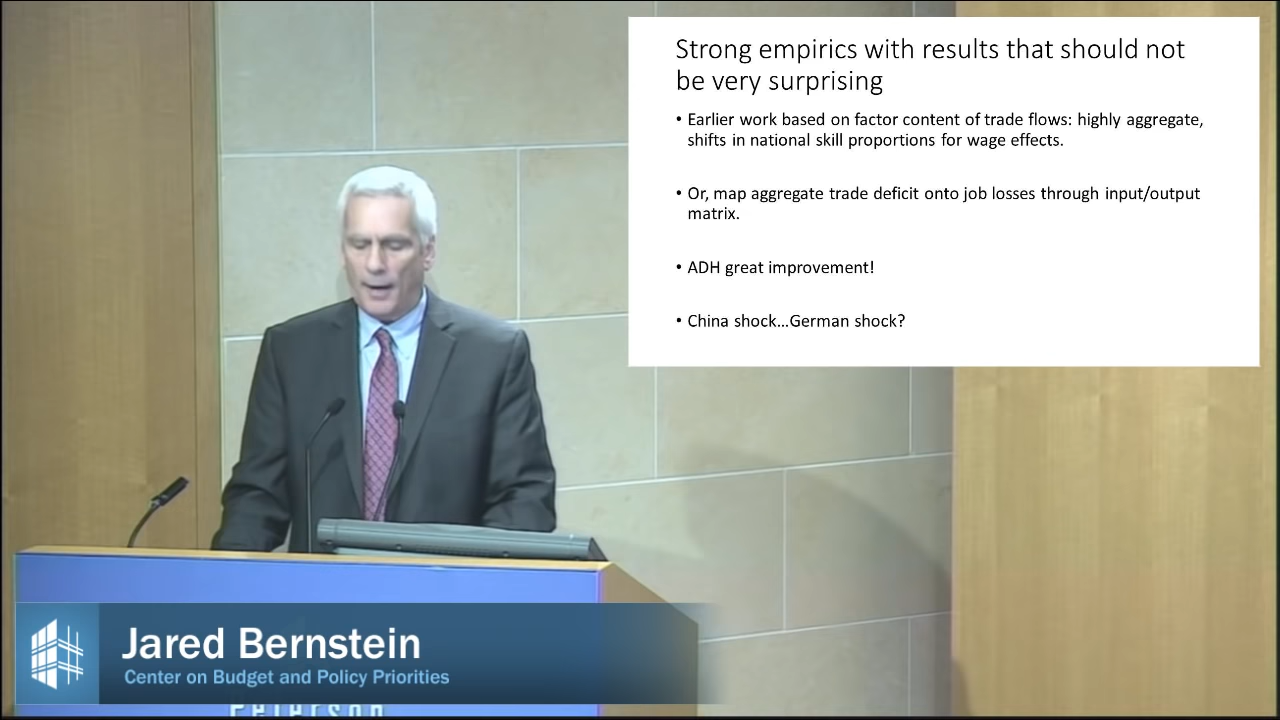 Strong empirics with results that should not
be very surprising
• Earlier work based on factor content of trade flows: highly aggregate,
shifts in national skill proportions for wage effects.
• Or, map aggregate trade deficit onto job losses through input/output
matrix.
• ADH great improvement!
• China shock...German shock?
Jared Bernstein
Center on Budget and Policy Priorities
Peterson